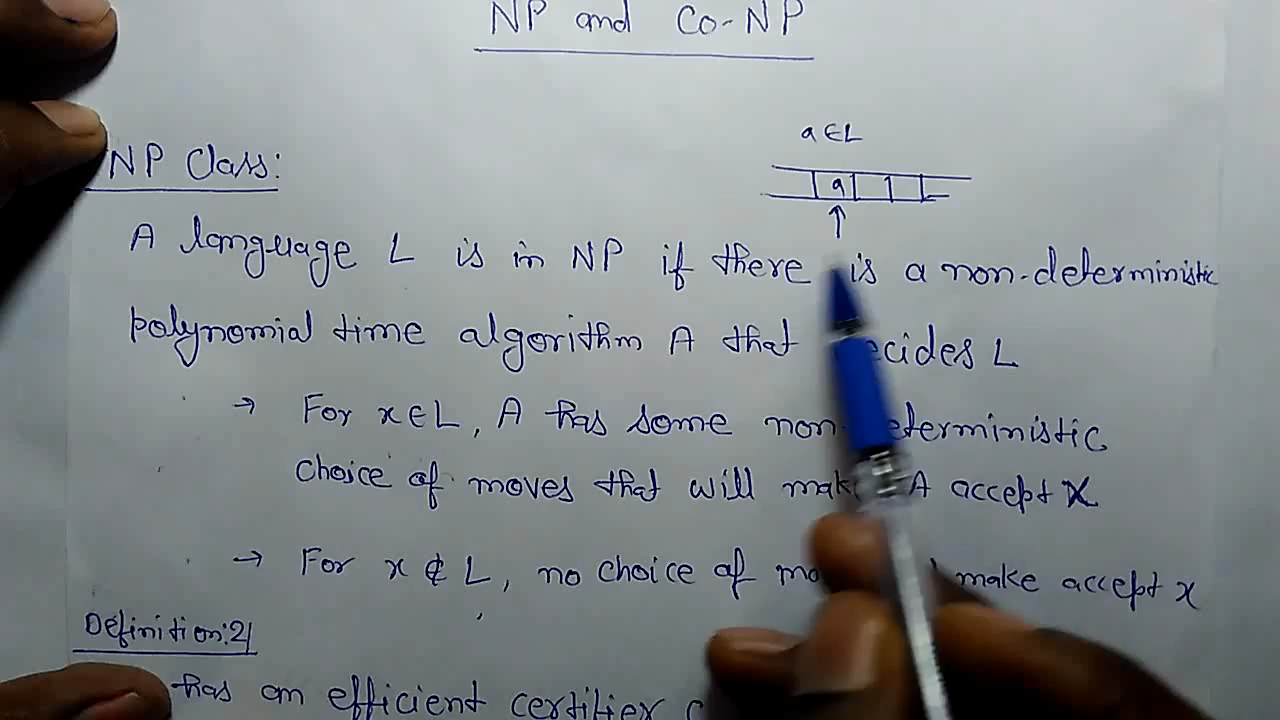 NP and Co-NP
a∈L
NP Class:
a
A language L is in NP if there is a non-deterministic
polynomial time algorithm A that decides L
→ For x∈L, A has some non-deterministic
choice of moves that will make A accept X
→ For x∉L, no choice of make accept x
Definition:2
has an efficient certifier